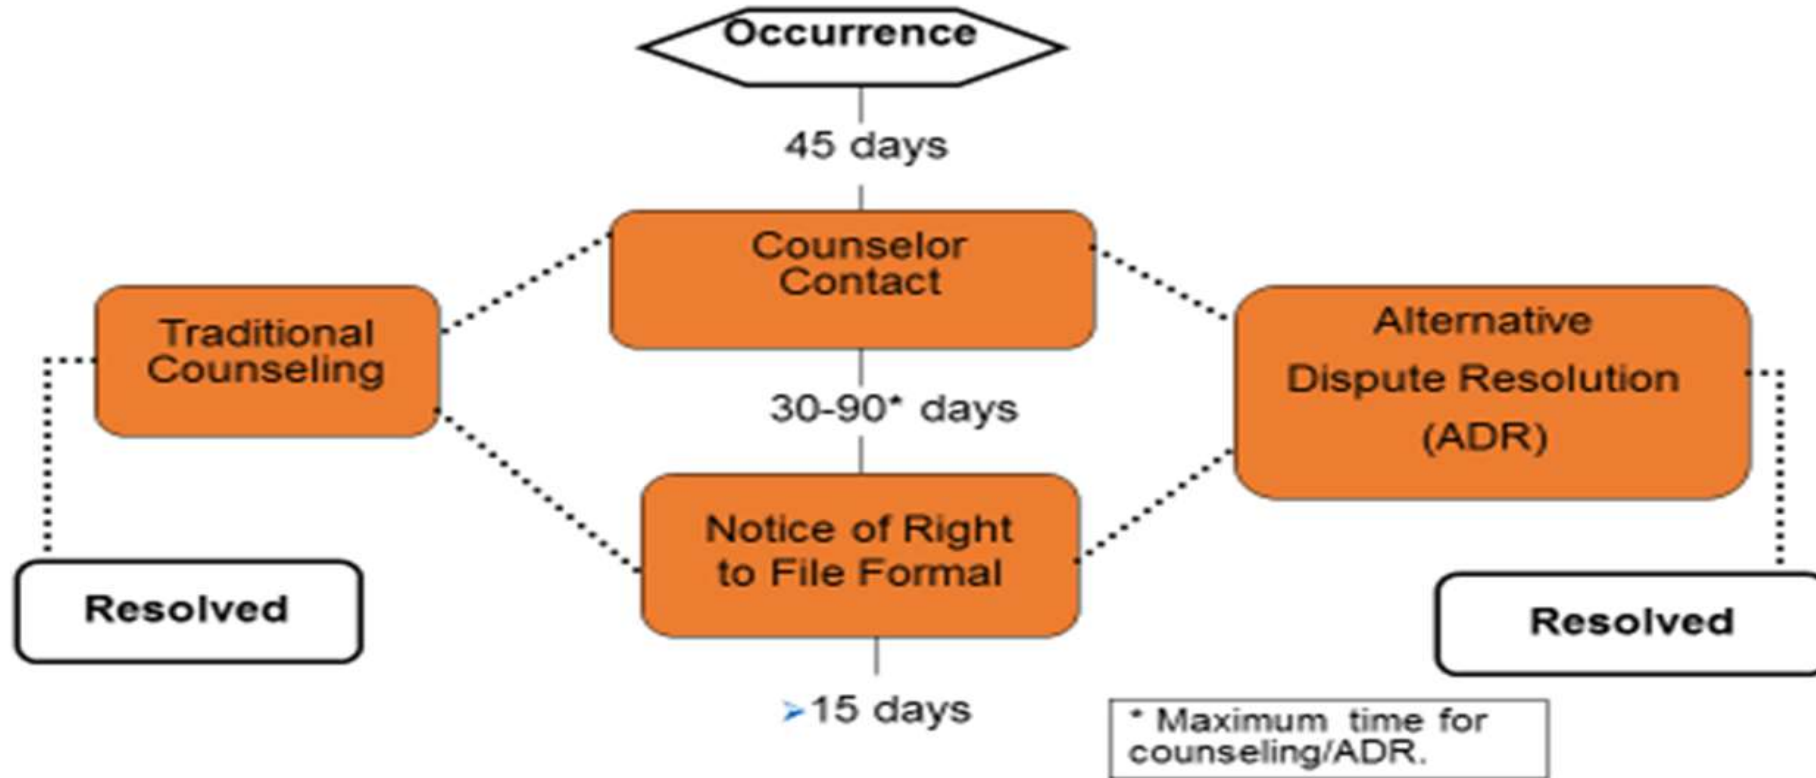 Occurrence
45 days
Counselor
Contact
Traditional
Counseling
Alternative
Dispute Resolution
(ADR)
30-90* days
Notice of Right
to File Formal
Resolved
Resolved
➢15 days
* Maximum time for
counseling/ADR.